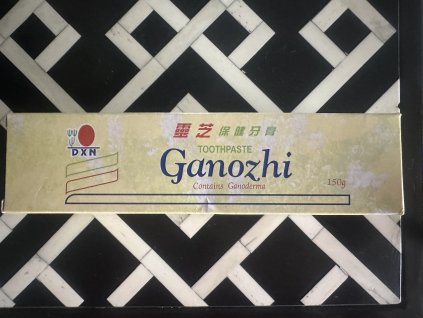 DXN
靈芝 保健牙膏
TOOTHPASTE
Ganozhi
Contains Ganoderma
150g